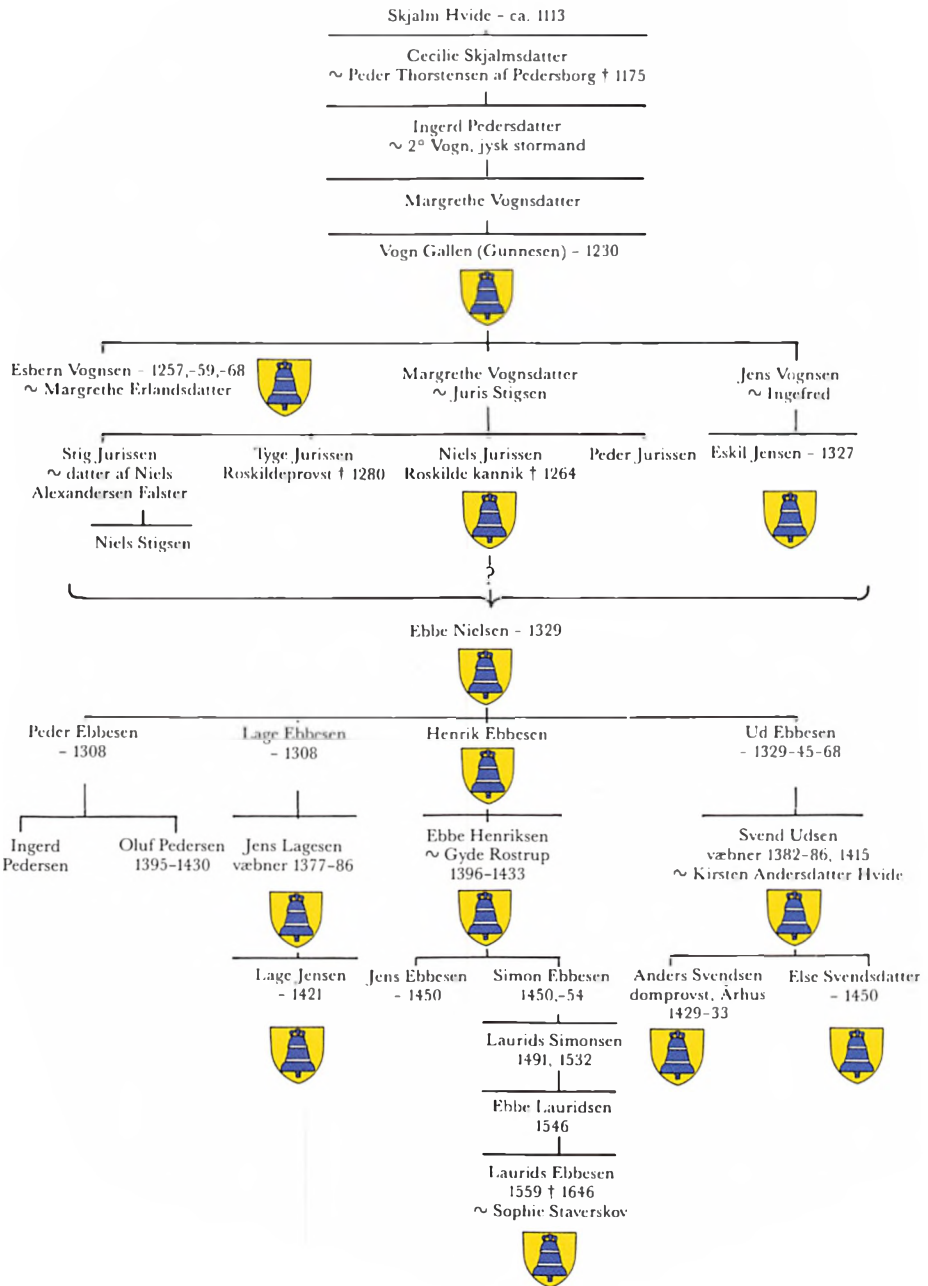 Skjalm Hvide - ca. 1113
Cecilie Skjalmsdatter
~ Peder Thorstensen af Pedersborg † 1175
Ingerd Pedersdatter
~ 2° Vogn, jysk stormand
Margrethe Vognsdatter
Vogn Gallen (Gunnesen) - 1230
Esbern Vognsen - 1257,-59,-68
~ Margrethe Erlandsdatter
Margrethe Vognsdatter
~ Juris Stigsen
Jens Vognsen
~ Ingefred
Stig Jurissen
~ datter af Niels
Alexandersen Falster
Tyge Jurissen
Roskildeprovst † 1280
Niels Jurissen
Roskilde kannik † 1264
Peder Jurissen
Eskil Jensen - 1327
Niels Stigsen
?
Ebbe Nielsen - 1329
Peder Ebbesen
- 1308
Lage Ebbesen
- 1308
Henrik Ebbesen
Ud Ebbesen
- 1329-45-68
Ingerd
Pedersen
Oluf Pedersen
1395-1430
Jens Lagesen
væbner 1377-86
Ebbe Henriksen
~ Gyde Rostrup
1396-1433
Svend Udsen
væbner 1382-86, 1415
~ Kirsten Andersdatter Hvide
Lage Jensen
- 1421
Jens Ebbesen
- 1450
Simon Ebbesen
1450,-54
Anders Svendsen
domprovst, Århus
1429-33
Else Svendsdatter
- 1450
Laurids Simonsen
1491, 1532
Ebbe Lauridsen
1546
Laurids Ebbesen
1559 † 1646
~ Sophie Staverskov